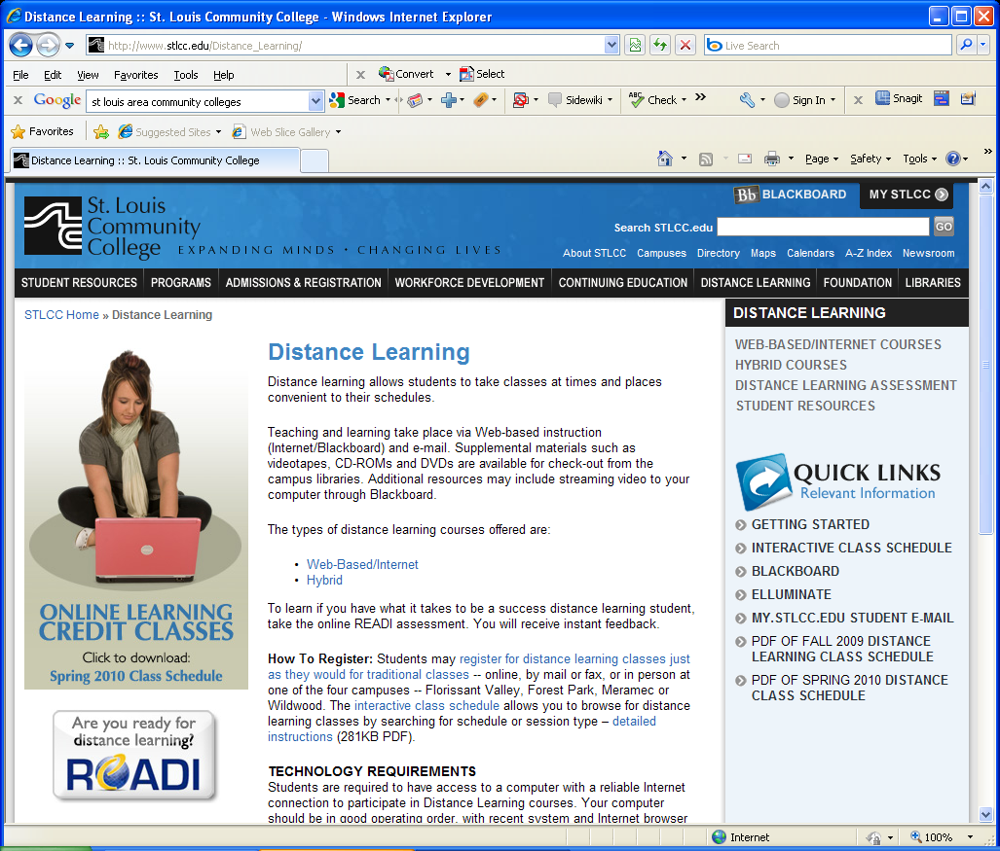 Distance Learning :: St. Louis Community College - Windows Internet Explorer
http://www.stlcc.edu/Distance_Learning/
Live Search
File Edit View Favorites Tools Help
Convert Select
Google st louis area community colleges Search Sidewiki Check Sign In Snagit
Favorites Suggested Sites Web Slice Gallery
Distance Learning :: St. Louis Community College
Page Safety Tools
Bb BLACKBOARD MY STLCC
St. Louis
Community
College EXPANDING MINDS • CHANGING LIVES
Search STLCC.edu GO
About STLCC Campuses Directory Maps Calendars A-Z Index Newsroom
STUDENT RESOURCES PROGRAMS ADMISSIONS & REGISTRATION WORKFORCE DEVELOPMENT CONTINUING EDUCATION DISTANCE LEARNING FOUNDATION LIBRARIES
STLCC Home » Distance Learning
ONLINE LEARNING
CREDIT CLASSES
Click to download:
Spring 2010 Class Schedule
Are you ready for
distance learning?
READI
Distance Learning
Distance learning allows students to take classes at times and places
convenient to their schedules.
Teaching and learning take place via Web-based instruction
(Internet/Blackboard) and e-mail. Supplemental materials such as
videotapes, CD-ROMs and DVDs are available for check-out from the
campus libraries. Additional resources may include streaming video to your
computer through Blackboard.
The types of distance learning courses offered are:
• Web-Based/Internet
• Hybrid
To learn if you have what it takes to be a success distance learning student,
take the online READI assessment. You will receive instant feedback.
How To Register: Students may register for distance learning classes just
as they would for traditional classes -- online, by mail or fax, or in person at
one of the four campuses -- Florissant Valley, Forest Park, Meramec or
Wildwood. The interactive class schedule allows you to browse for distance
learning classes by searching for schedule or session type – detailed
instructions (281KB PDF).
TECHNOLOGY REQUIREMENTS
Students are required to have access to a computer with a reliable Internet
connection to participate in Distance Learning courses. Your computer
should be in good operating order, with recent system and Internet browser
DISTANCE LEARNING
WEB-BASED/INTERNET COURSES
HYBRID COURSES
DISTANCE LEARNING ASSESSMENT
STUDENT RESOURCES
QUICK LINKS
Relevant Information
GETTING STARTED
INTERACTIVE CLASS SCHEDULE
BLACKBOARD
ELLUMINATE
MY.STLCC.EDU STUDENT E-MAIL
PDF OF FALL 2009 DISTANCE
LEARNING CLASS SCHEDULE
PDF OF SPRING 2010 DISTANCE
CLASS SCHEDULE
Internet 100%